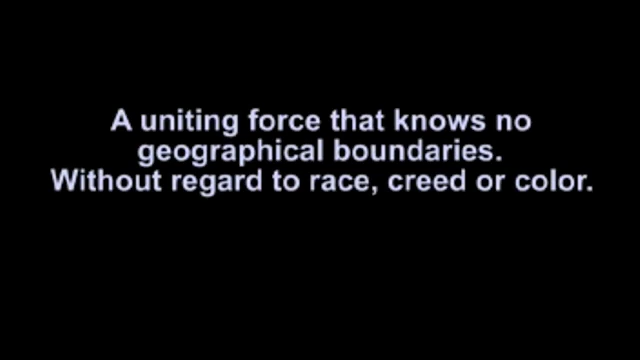 A uniting force that knows no
geographical boundaries.
Without regard to race, creed or color.